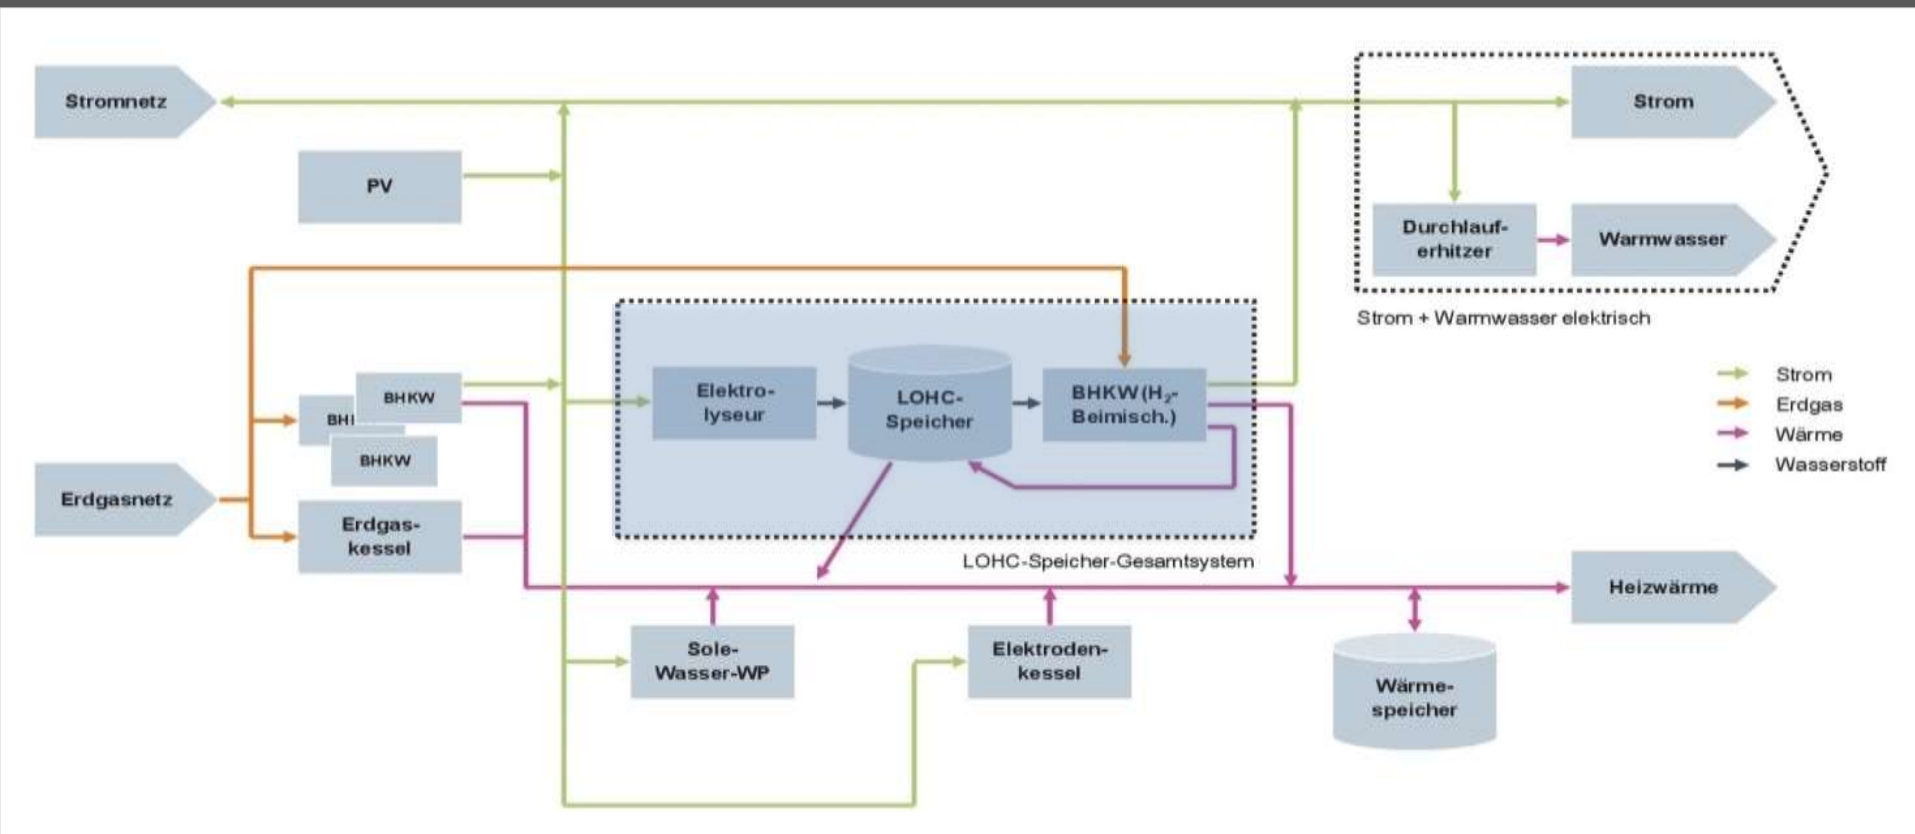 Stromnetz
Strom
PV
Durchlauf-
erhitzer
Warmwasser
Strom + Warmwasser elektrisch
Elektro-
lyseur
LOHC-
Speicher
BHKW (H₂-
Beimisch.)
BHKW
BHI
BHKW
Strom
Erdgas
Wärme
Wasserstoff
Erdgasnetz
Erdgas-
kessel
LOHC-Speicher-Gesamtsystem
Heizwärme
Sole-
Wasser-WP
Elektroden-
kessel
Wärme-
speicher